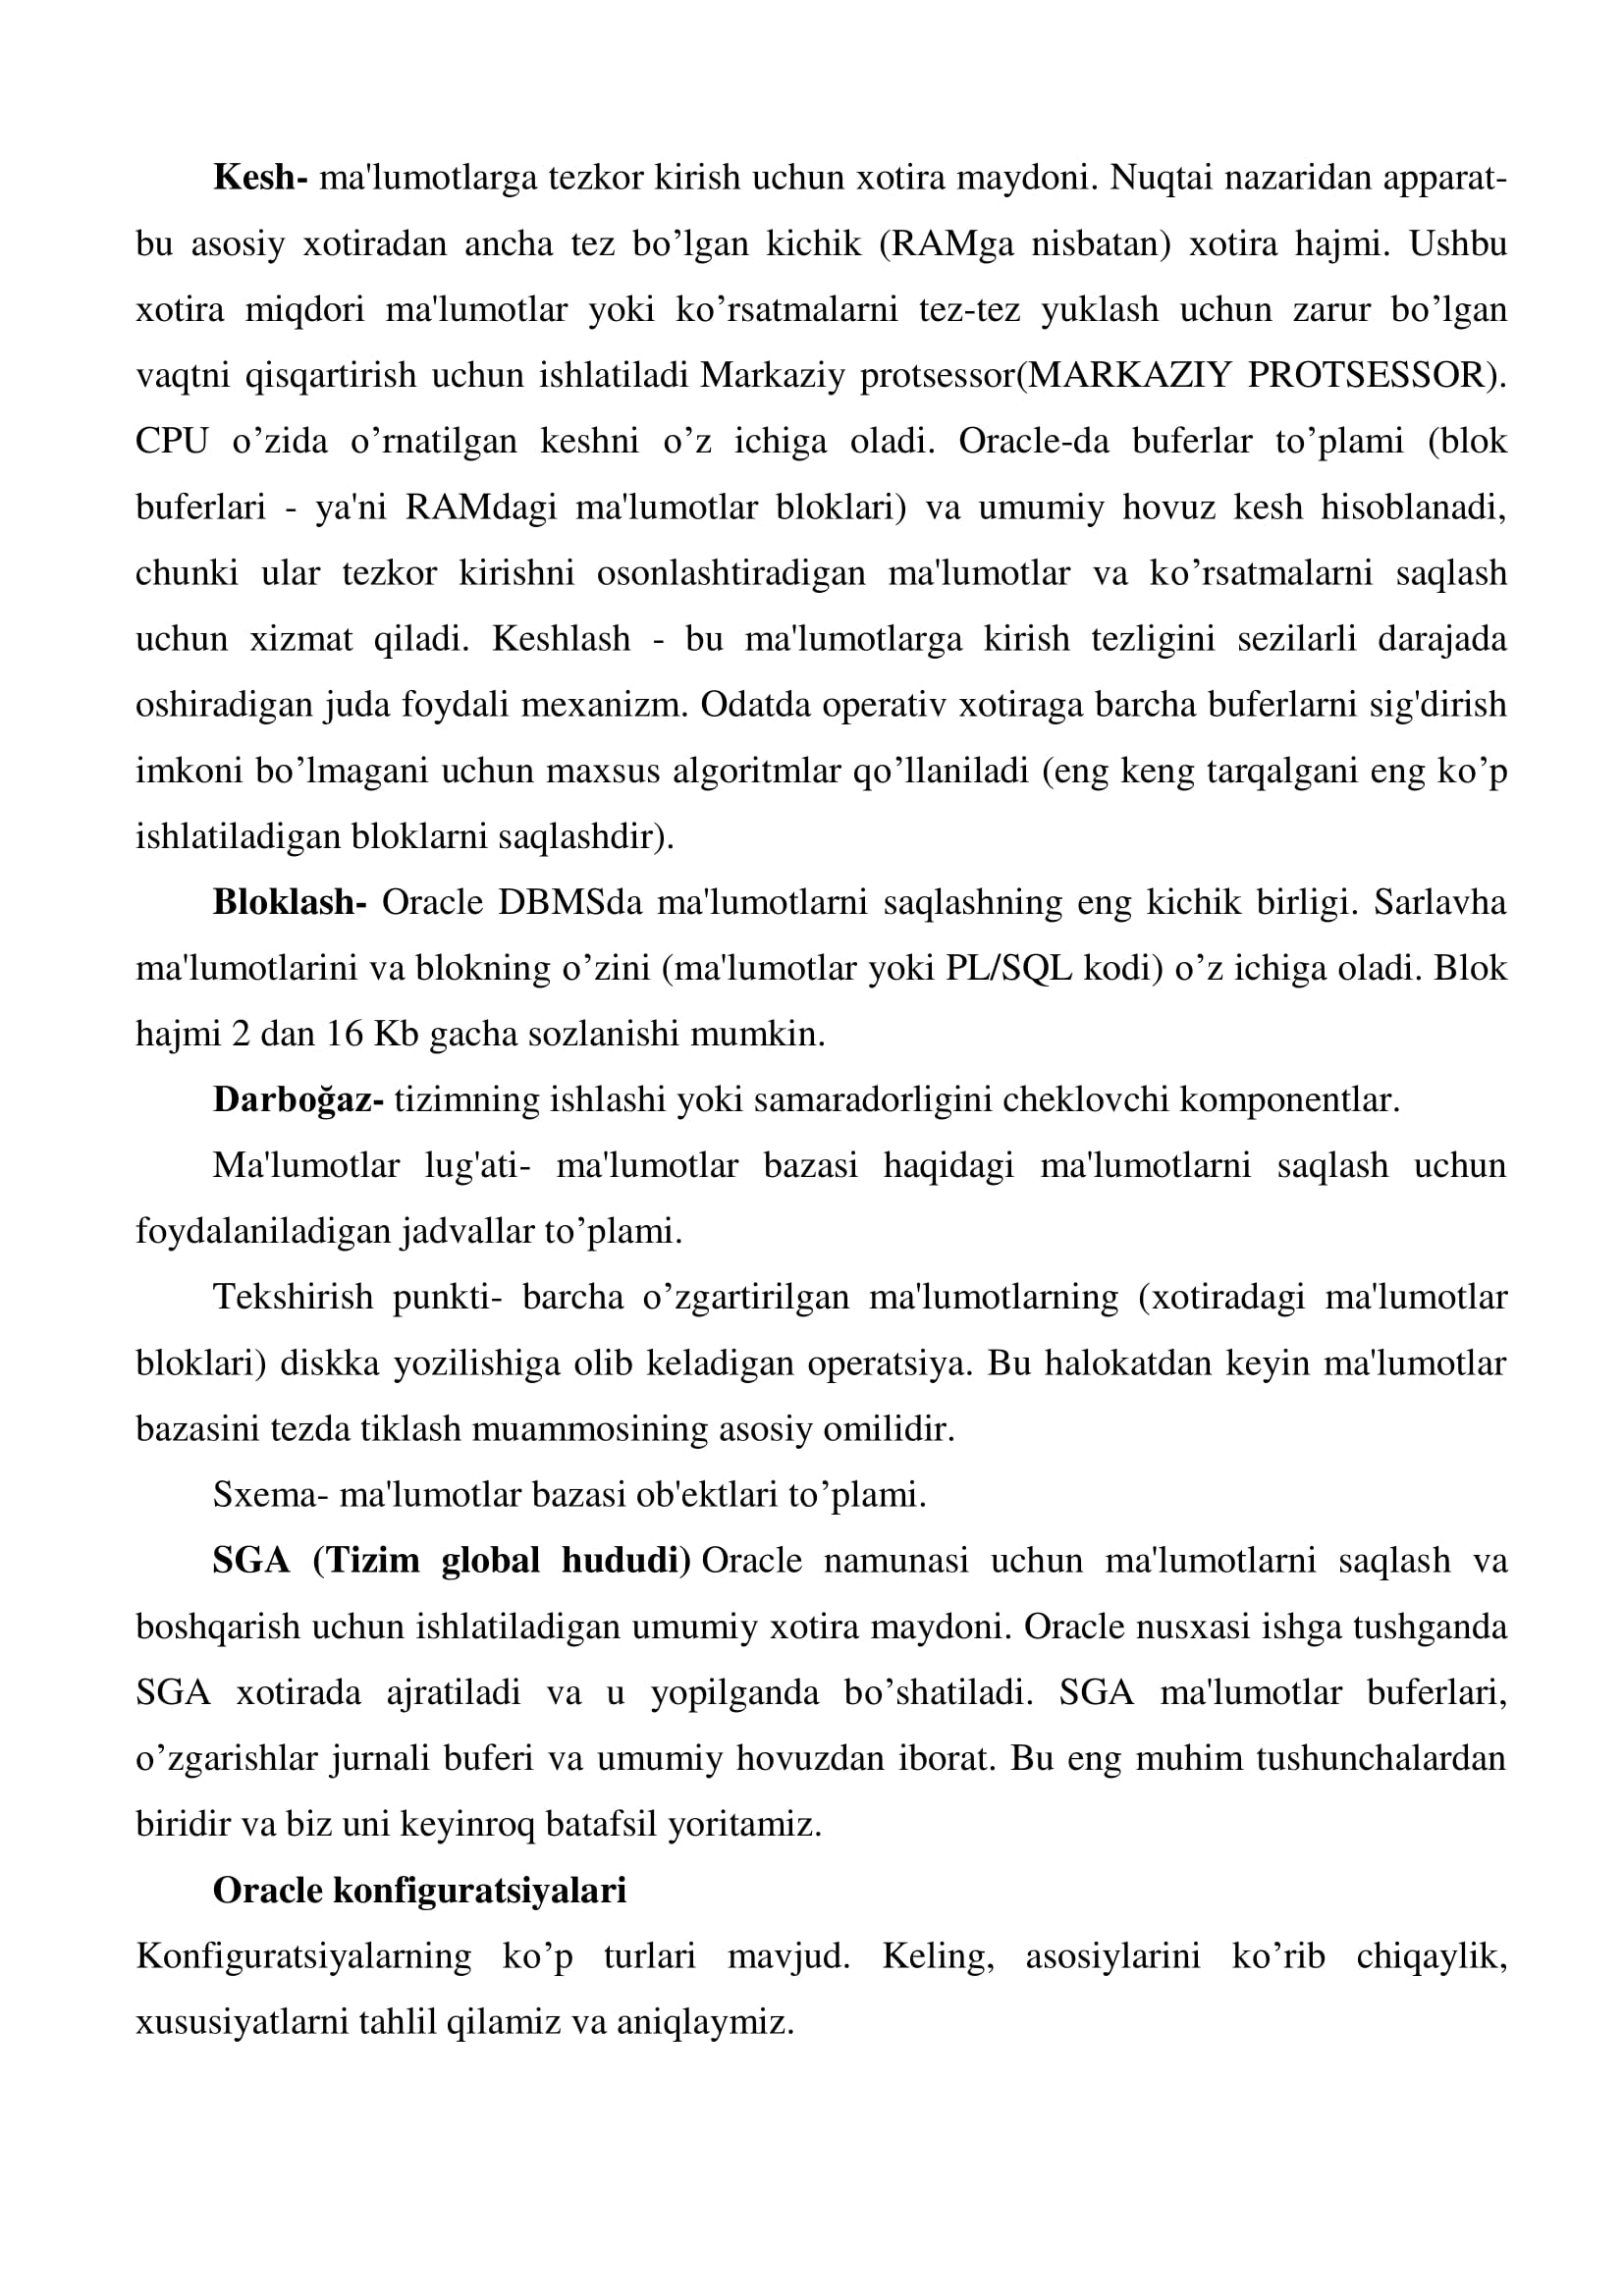 Kesh- ma'lumotlarga tezkor kirish uchun xotira maydoni. Nuqtai nazaridan apparat-
bu asosiy xotiradan ancha tez bo’lgan kichik (RAMga nisbatan) xotira hajmi. Ushbu
xotira miqdori ma'lumotlar yoki ko’rsatmalarni tez-tez yuklash uchun zarur bo’lgan
vaqtni qisqartirish uchun ishlatiladi Markaziy protsessor(MARKAZIY PROTSESSOR).
CPU o’zida o’rnatilgan keshni o’z ichiga oladi. Oracle-da buferlar to’plami (blok
buferlari - ya'ni RAMdagi ma'lumotlar bloklari) va umumiy hovuz kesh hisoblanadi,
chunki ular tezkor kirishni osonlashtiradigan ma'lumotlar va ko’rsatmalarni saqlash
uchun xizmat qiladi. Keshlash - bu ma'lumotlarga kirish tezligini sezilarli darajada
oshiradigan juda foydali mexanizm. Odatda operativ xotiraga barcha buferlarni sig'dirish
imkoni bo’lmagani uchun maxsus algoritmlar qo’llaniladi (eng keng tarqalgani eng ko’p
ishlatiladigan bloklarni saqlashdir).
Bloklash- Oracle DBMSda ma'lumotlarni saqlashning eng kichik birligi. Sarlavha
ma'lumotlarini va blokning o’zini (ma'lumotlar yoki PL/SQL kodi) o’z ichiga oladi. Blok
hajmi 2 dan 16 Kb gacha sozlanishi mumkin.
Darboğaz- tizimning ishlashi yoki samaradorligini cheklovchi komponentlar.
Ma'lumotlar lug'ati- ma'lumotlar bazasi haqidagi ma'lumotlarni saqlash uchun
foydalaniladigan jadvallar to’plami.
Tekshirish punkti- barcha o’zgartirilgan ma'lumotlarning (xotiradagi ma'lumotlar
bloklari) diskka yozilishiga olib keladigan operatsiya. Bu halokatdan keyin ma'lumotlar
bazasini tezda tiklash muammosining asosiy omilidir.
Sxema- ma'lumotlar bazasi ob'ektlari to’plami.
SGA (Tizim global hududi) Oracle namunasi uchun ma'lumotlarni saqlash va
boshqarish uchun ishlatiladigan umumiy xotira maydoni. Oracle nusxasi ishga tushganda
SGA xotirada ajratiladi va u yopilganda bo’shatiladi. SGA ma'lumotlar buferlari,
o’zgarishlar jurnali buferi va umumiy hovuzdan iborat. Bu eng muhim tushunchalardan
biridir va biz uni keyinroq batafsil yoritamiz.
Oracle konfiguratsiyalari
Konfiguratsiyalarning ko’p turlari mavjud. Keling, asosiylarini ko’rib chiqaylik,
xususiyatlarni tahlil qilamiz va aniqlaymiz.